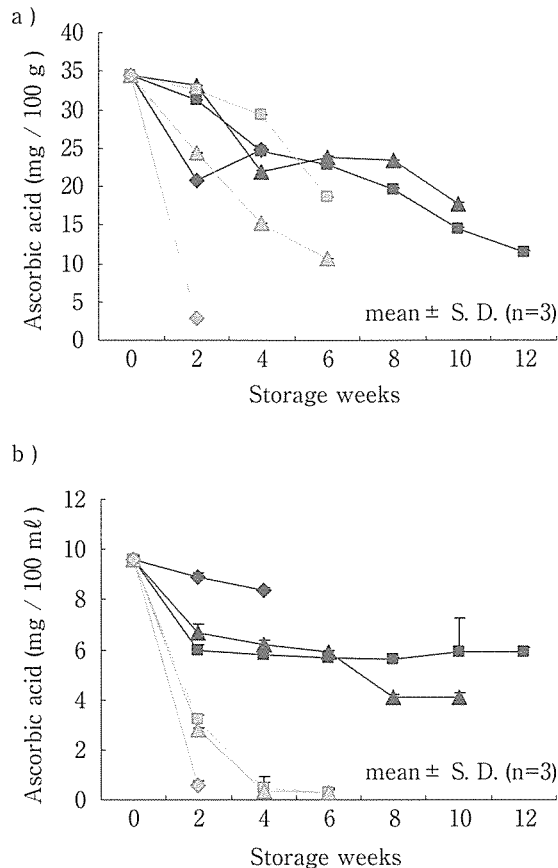 a )
Ascorbic acid (mg / 100 g)
40
35
30
25
20
15
10
5
0
mean ± S. D. (n=3)
0 2 4 6 8 10 12
Storage weeks
b )
Ascorbic acid (mg / 100 mℓ)
12
10
8
6
4
2
0
mean ± S. D. (n=3)
0 2 4 6 8 10 12
Storage weeks